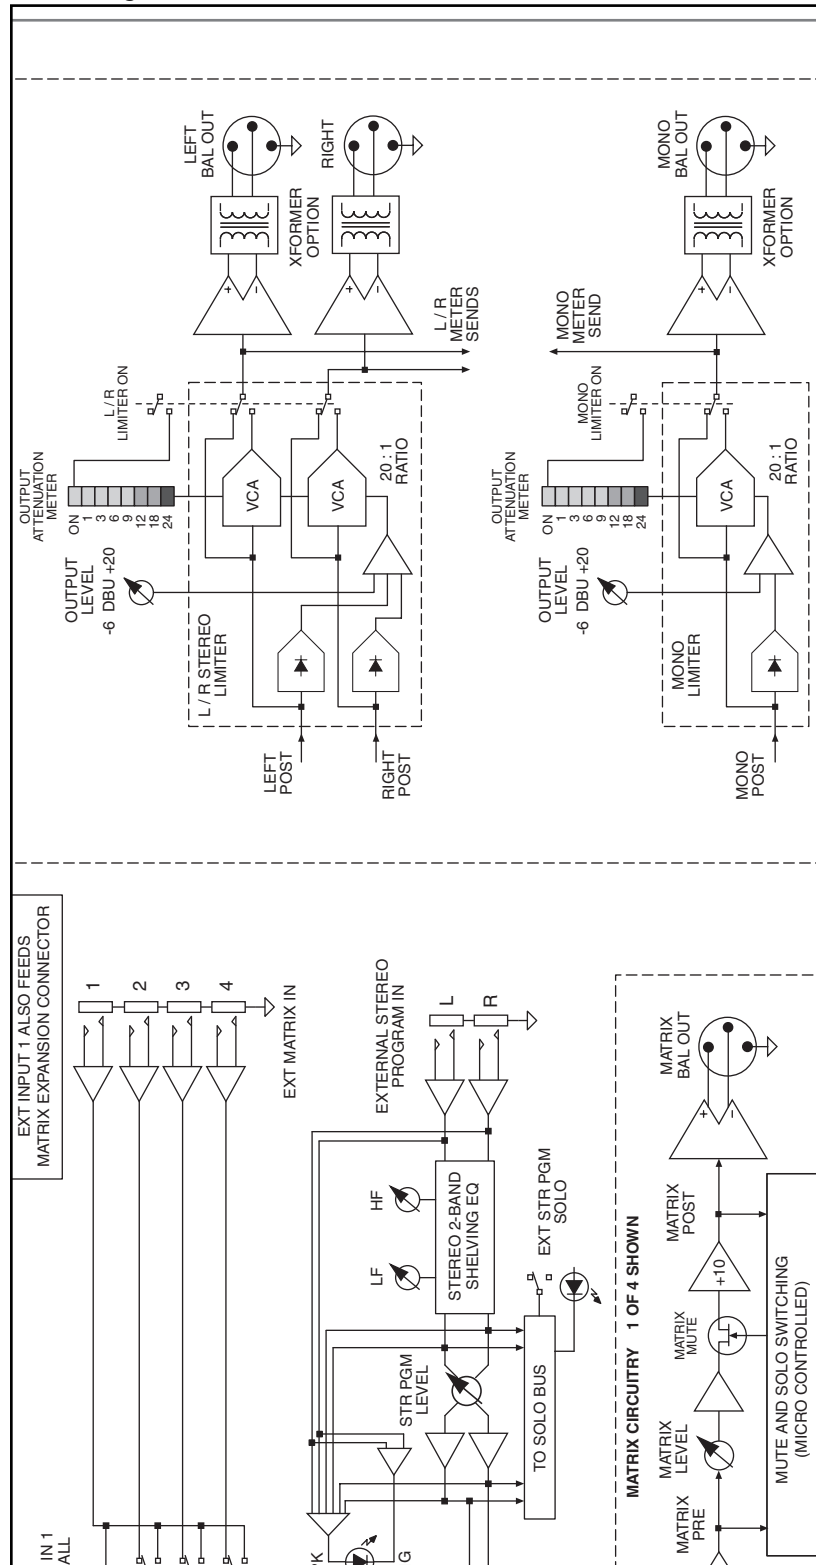 LEFT
BAL OUT
RIGHT
MONO
BAL OUT
XFORMER
OPTION
XFORMER
OPTION
+
−
+
−
+
−
L / R
METER
SENDS
MONO
METER
SEND
L / R
LIMITER ON
MONO
LIMITER ON
OUTPUT
ATTENUATION
METER
ON
1
3
6
9
12
18
24
VCA
VCA
20 : 1
RATIO
OUTPUT
ATTENUATION
METER
ON
1
3
6
9
12
18
24
VCA
20 : 1
RATIO
OUTPUT
LEVEL
-6 DBU +20
OUTPUT
LEVEL
-6 DBU +20
L / R STEREO
LIMITER
MONO
LIMITER
LEFT
POST
RIGHT
POST
MONO
POST
EXT INPUT 1 ALSO FEEDS
MATRIX EXPANSION CONNECTOR
1
2
3
4
EXT MATRIX IN
EXTERNAL STEREO
PROGRAM IN
L
R
HF
LF
STEREO 2-BAND
SHELVING EQ
EXT STR PGM
SOLO
STR PGM
LEVEL
TO SOLO BUS
MATRIX CIRCUITRY 1 OF 4 SHOWN
MATRIX
BAL OUT
+
−
MATRIX
POST
+10
MATRIX
MUTE
MATRIX
LEVEL
MATRIX
PRE
MUTE AND SOLO SWITCHING
(MICRO CONTROLLED)
IN 1
ALL